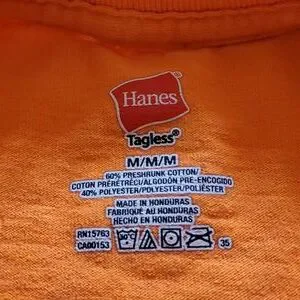 Hanes
Tagless®
M/M/M
60% PRESHRUNK COTTON/
COTON PRÉRÉTRÉCI/ALGODÓN PRE-ENCOGIDO
40% POLYESTER/POLYESTER/POLIÉSTER
MADE IN HONDURAS
FABRIQUÉ AU HONDURAS
HECHO EN HONDURAS
RN15763
CA00153
35